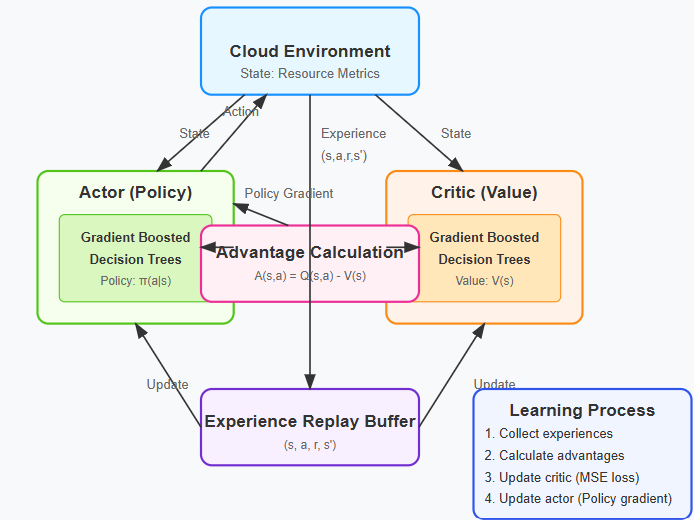 Cloud Environment
State: Resource Metrics
Action
State
Experience
(s,a,r,s')
State
Actor (Policy)
Gradient Boosted
Decision Trees
Policy: π(a|s)
Policy Gradient
Critic (Value)
Gradient Boosted
Decision Trees
Value: V(s)
Advantage Calculation
A(s,a) = Q(s,a) - V(s)
Update
Update
Experience Replay Buffer
(s, a, r, s')
Learning Process
1. Collect experiences
2. Calculate advantages
3. Update critic (MSE loss)
4. Update actor (Policy gradient)